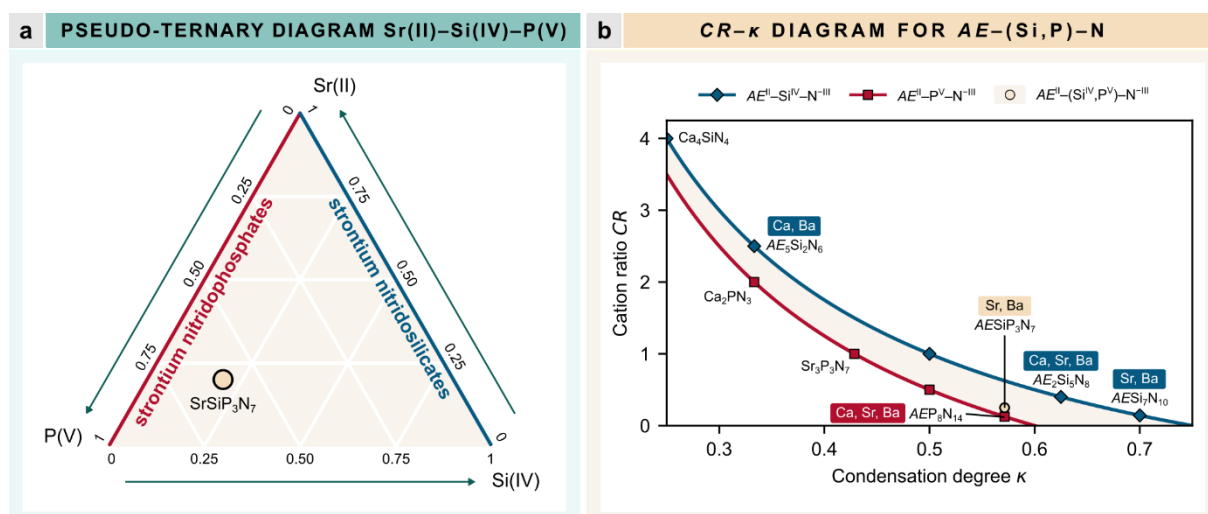 a PSEUDO-TERNARY DIAGRAM Sr(II)–Si(IV)–P(V)
Sr(II)
0 1
0.25
0.75
strontium nitridophosphates
strontium nitridosilicates
0.50
0.50
0.75
0.25
SrSiP₃N₇
P(V)
1
0
0 0.25 0.50 0.75 1
Si(IV)
b CR–κ DIAGRAM FOR AE–(Si,P)–N
AEᴵᴵ–Siᴵⱽ–N⁻ᴵᴵᴵ AEᴵᴵ–Pⱽ–N⁻ᴵᴵᴵ AEᴵᴵ–(Siᴵⱽ,Pⱽ)–N⁻ᴵᴵᴵ
Cation ratio CR
4
3
2
1
0
Ca₄SiN₄
Ca, Ba
AE₅Si₂N₆
Ca₂PN₃
Sr, Ba
AESiP₃N₇
Sr₃P₃N₇
Ca, Sr, Ba
AE₂Si₅N₈
Sr, Ba
AESi₇N₁₀
Ca, Sr, Ba AEP₈N₁₄
0.3 0.4 0.5 0.6 0.7
Condensation degree κ